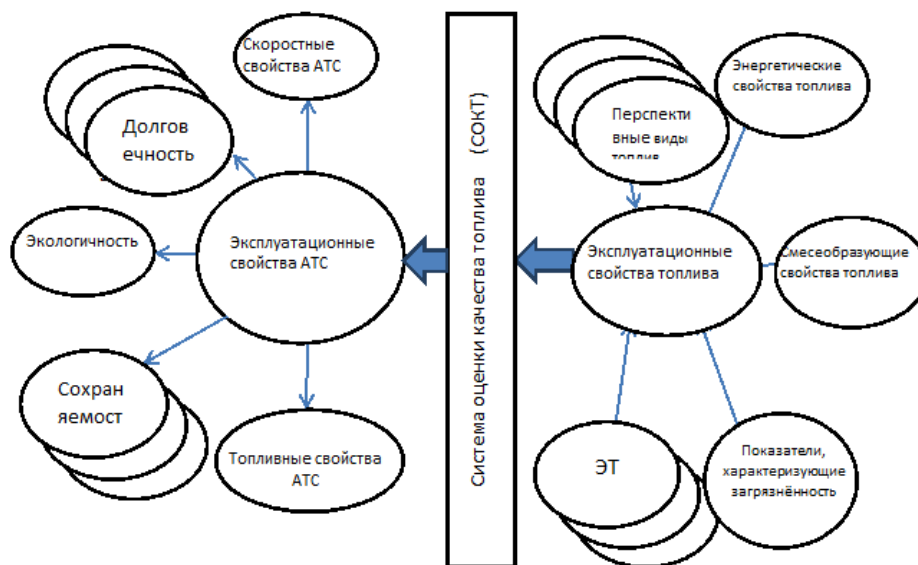 Скоростные
свойства АТС
Долгов
ечность
Экологичность
Эксплуатационные
свойства АТС
Сохран
яемост
Топливные свойства
АТС
Система оценки качества топлива (СОКТ)
Энергетические
свойства топлива
Перспекти
вные виды
топлив
Эксплуатационные
свойства топлива
Смесеобразующие
свойства топлива
ЭТ
Показатели,
характеризующие
загрязнённость